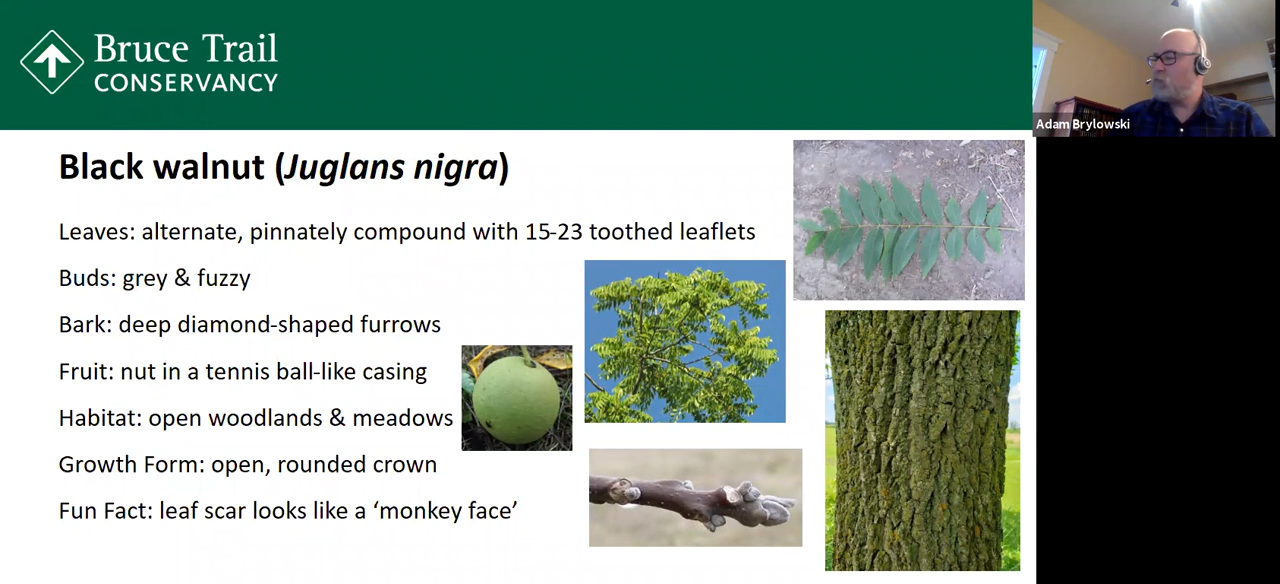 Bruce Trail
CONSERVANCY
Adam Brylowski
Black walnut (Juglans nigra)
Leaves: alternate, pinnately compound with 15-23 toothed leaflets
Buds: grey & fuzzy
Bark: deep diamond-shaped furrows
Fruit: nut in a tennis ball-like casing
Habitat: open woodlands & meadows
Growth Form: open, rounded crown
Fun Fact: leaf scar looks like a ‘monkey face’